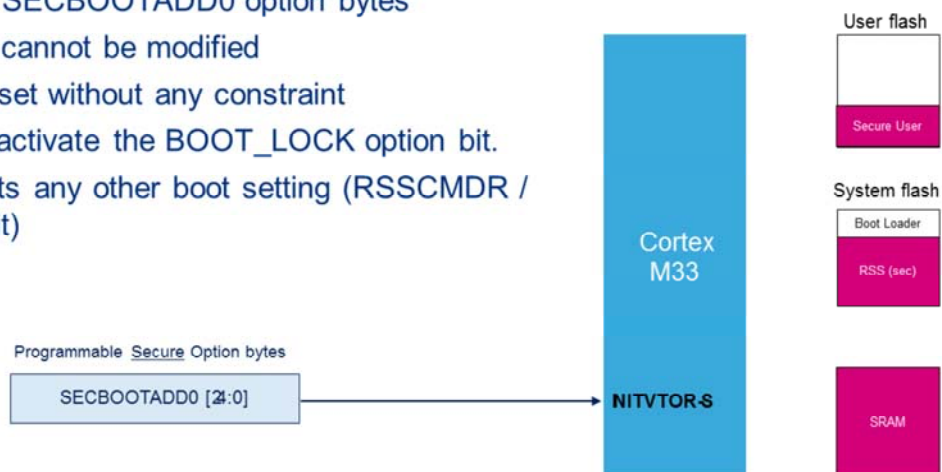 SECBOOTADD0 option bytes
cannot be modified
set without any constraint
activate the BOOT_LOCK option bit.
ts any other boot setting (RSSCMDR /
t)
User flash
Secure User
System flash
Boot Loader
RSS (sec)
Cortex
M33
Programmable Secure Option bytes
SECBOOTADD0 [24:0]
NITVTOR-S
SRAM